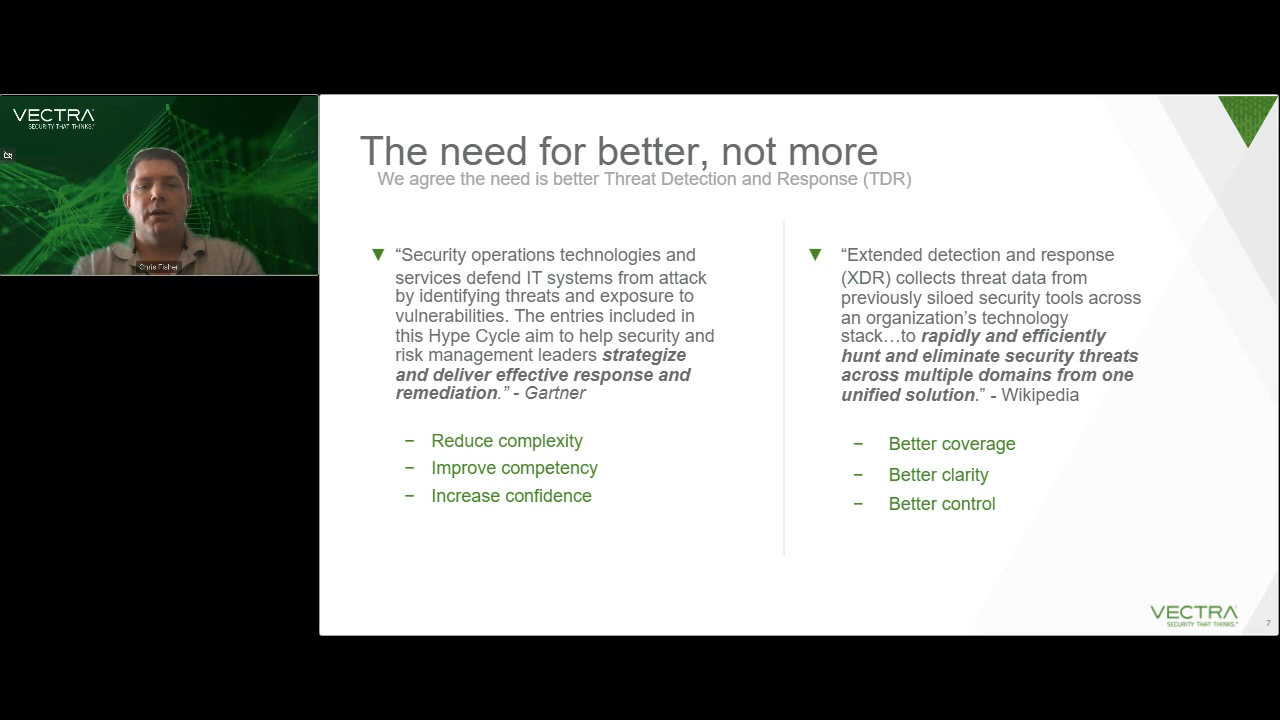 VECTRA
SECURITY THAT THINKS.
Chris Fisher
The need for better, not more
We agree the need is better Threat Detection and Response (TDR)
“Security operations technologies and
services defend IT systems from attack
by identifying threats and exposure to
vulnerabilities. The entries included in
this Hype Cycle aim to help security and
risk management leaders strategize
and deliver effective response and
remediation.” - Gartner
− Reduce complexity
− Improve competency
− Increase confidence
“Extended detection and response
(XDR) collects threat data from
previously siloed security tools across
an organization’s technology
stack…to rapidly and efficiently
hunt and eliminate security threats
across multiple domains from one
unified solution.” - Wikipedia
− Better coverage
− Better clarity
− Better control
VECTRA
SECURITY THAT THINKS.
7